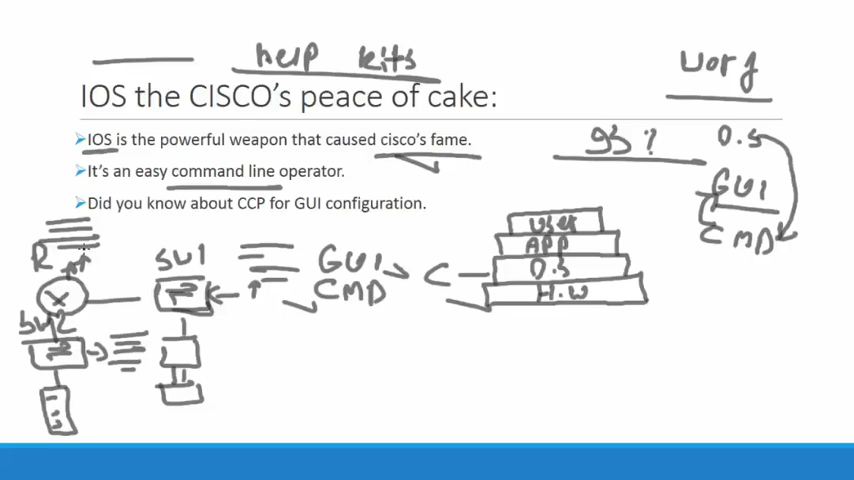 help kits
worg
IOS the CISCO's peace of cake:
IOS is the powerful weapon that caused cisco's fame.
It's an easy command line operator.
Did you know about CCP for GUI configuration.
O.S
GUI
CMD
R
SW1
SW2
GUI
CMD
C
User
APP
O.S
H.W